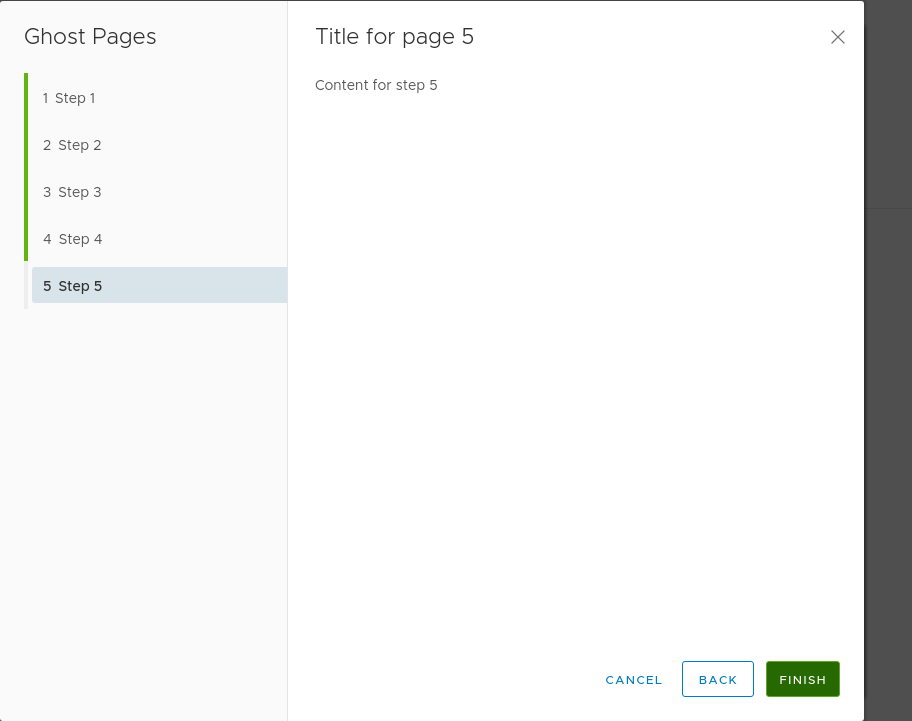 Ghost Pages
1 Step 1
2 Step 2
3 Step 3
4 Step 4
5 Step 5
Title for page 5
Content for step 5
CANCEL
BACK
FINISH